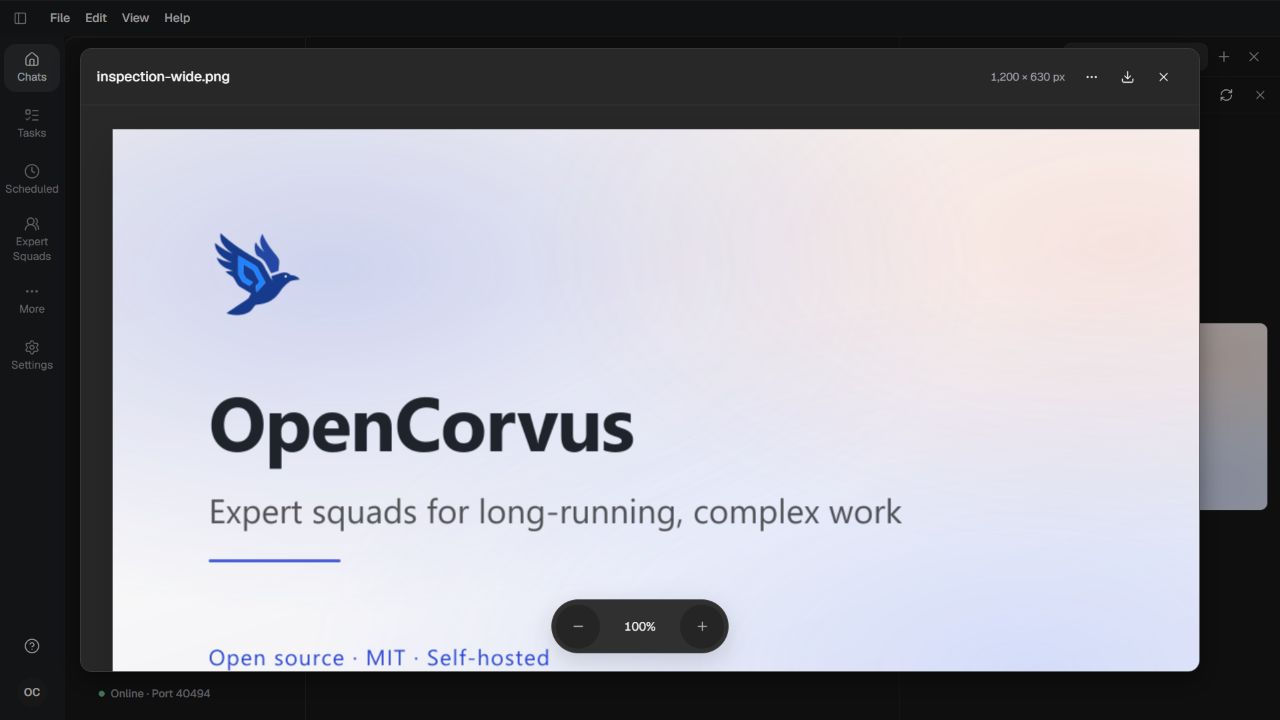 File Edit View Help
Chats
Tasks
Scheduled
Expert
Squads
More
Settings
OC
inspection-wide.png
1,200 × 630 px
OpenCorvus
Expert squads for long-running, complex work
Open source · MIT · Self-hosted
100%
Online · Port 40494